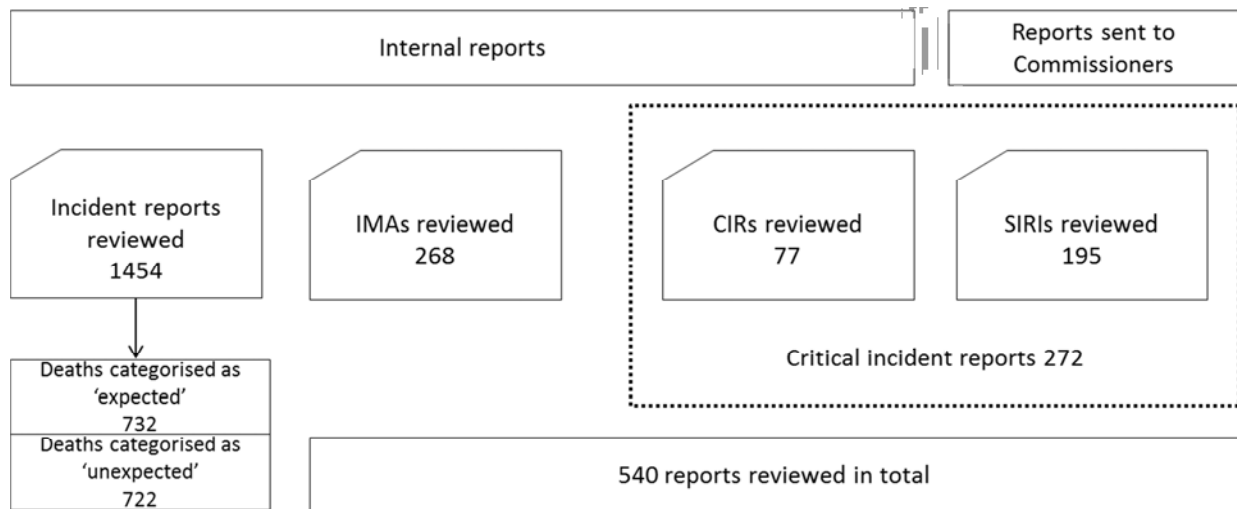 Internal reports
Reports sent to
Commissioners
Incident reports
reviewed
1454
IMAs reviewed
268
CIRs reviewed
77
SIRIs reviewed
195
Critical incident reports 272
Deaths categorised as
‘expected’
732
Deaths categorised as
‘unexpected’
722
540 reports reviewed in total